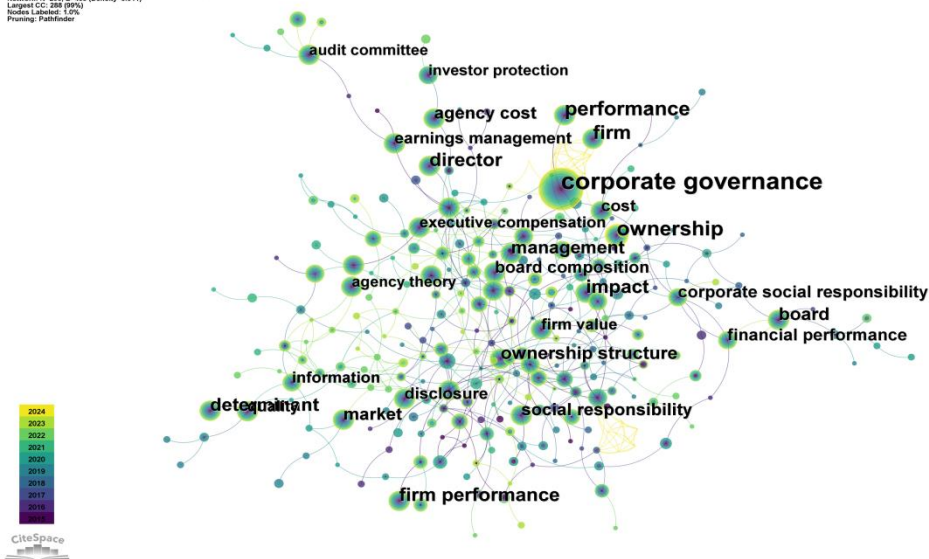 Largest CC: 288 (99%)
Nodes Labeled: 1.0%
Pruning: Pathfinder
audit committee
investor protection
agency cost
performance
earnings management
firm
director
corporate governance
cost
executive compensation
ownership
management
board composition
agency theory
impact
corporate social responsibility
board
firm value
financial performance
ownership structure
information
disclosure
determinant
quality
market
social responsibility
firm performance
2024
2023
2022
2021
2020
2019
2018
2017
2016
CiteSpace